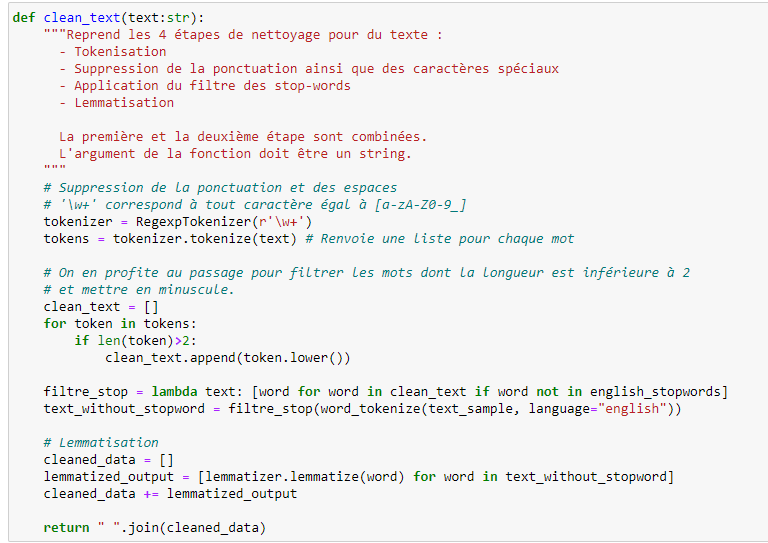 def clean_text(text:str):
    """Reprend les 4 étapes de nettoyage pour du texte :
      - Tokenisation
      - Suppression de la ponctuation ainsi que des caractères spéciaux
      - Application du filtre des stop-words
      - Lemmatisation

      La première et la deuxième étape sont combinées.
      L'argument de la fonction doit être un string.
    """
    # Suppression de la ponctuation et des espaces
    # '\w+' correspond à tout caractère égal à [a-zA-Z0-9_]
    tokenizer = RegexpTokenizer(r'\w+')
    tokens = tokenizer.tokenize(text) # Renvoie une liste pour chaque mot

    # On en profite au passage pour filtrer les mots dont la longueur est inférieure à 2
    # et mettre en minuscule.
    clean_text = []
    for token in tokens:
        if len(token)>2:
            clean_text.append(token.lower())

    filtre_stop = lambda text: [word for word in clean_text if word not in english_stopwords]
    text_without_stopword = filtre_stop(word_tokenize(text_sample, language="english"))

    # Lemmatisation
    cleaned_data = []
    lemmatized_output = [lemmatizer.lemmatize(word) for word in text_without_stopword]
    cleaned_data += lemmatized_output

    return " ".join(cleaned_data)